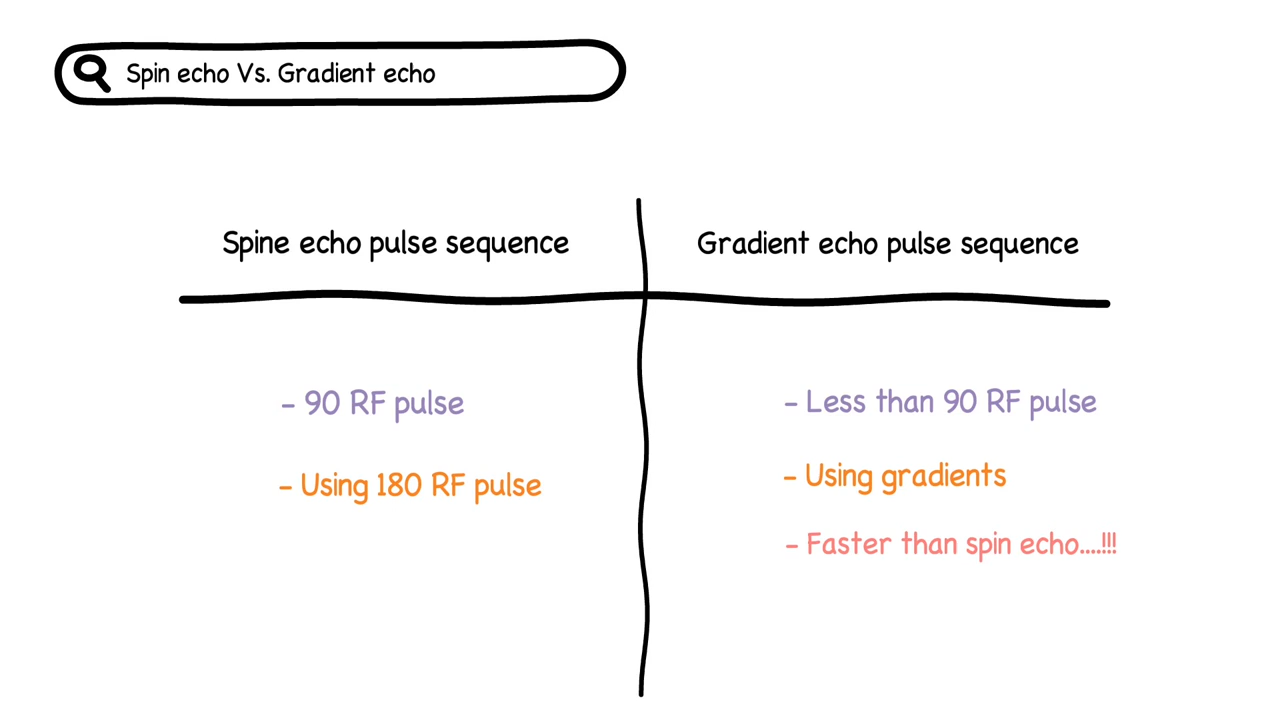 Spin echo Vs. Gradient echo
Spine echo pulse sequence
Gradient echo pulse sequence
- 90 RF pulse
- Using 180 RF pulse
- Less than 90 RF pulse
- Using gradients
- Faster than spin echo....!!!